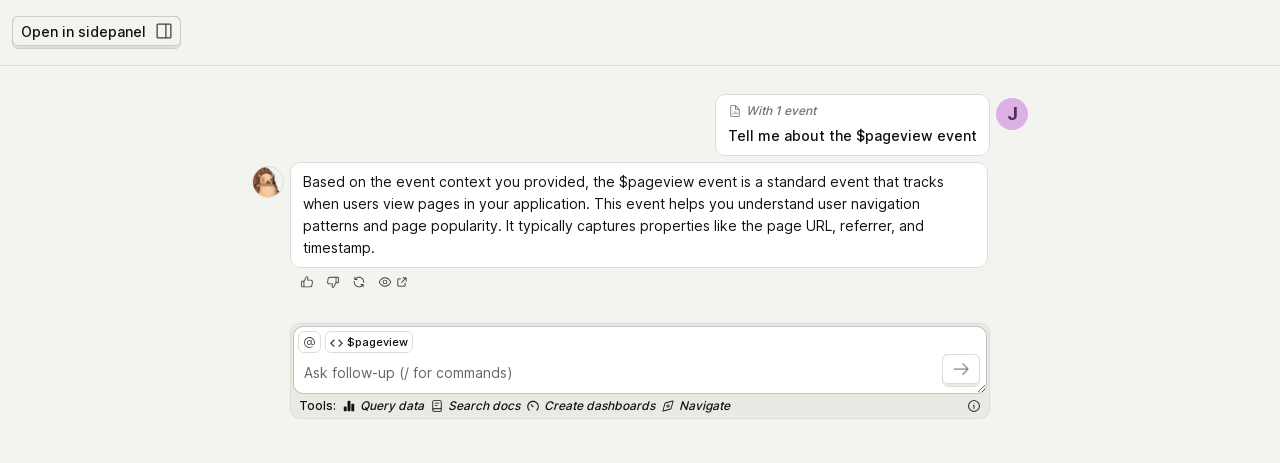 Open in sidepanel
With 1 event
Tell me about the $pageview event
J
Based on the event context you provided, the $pageview event is a standard event that tracks
when users view pages in your application. This event helps you understand user navigation
patterns and page popularity. It typically captures properties like the page URL, referrer, and
timestamp.
@ $pageview
Ask follow-up (/ for commands)
Tools: Query data Search docs Create dashboards Navigate